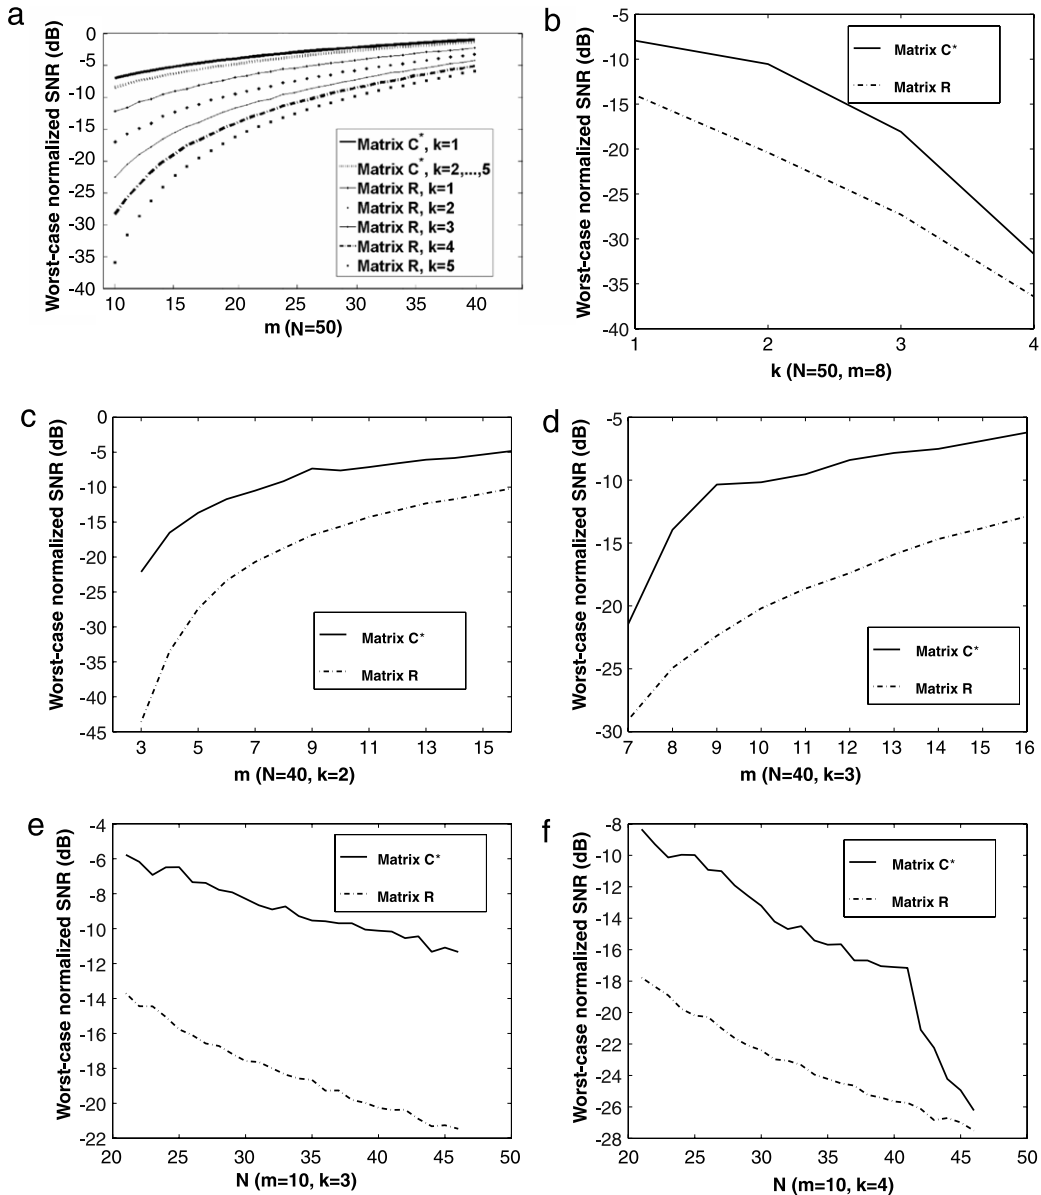 a
Worst-case normalized SNR (dB)
0
-5
-10
-15
-20
-25
-30
-35
-40
10
15
20
25
30
35
40
m (N=50)
Matrix C*, k=1
Matrix C*, k=2,...,5
Matrix R, k=1
Matrix R, k=2
Matrix R, k=3
Matrix R, k=4
Matrix R, k=5
b
Worst-case normalized SNR (dB)
-5
-10
-15
-20
-25
-30
-35
-40
1
2
3
4
k (N=50, m=8)
Matrix C*
Matrix R
c
Worst-case normalized SNR (dB)
0
-5
-10
-15
-20
-25
-30
-35
-40
-45
3
5
7
9
11
13
15
m (N=40, k=2)
Matrix C*
Matrix R
d
Worst-case normalized SNR (dB)
-5
-10
-15
-20
-25
-30
7
8
9
10
11
12
13
14
15
16
m (N=40, k=3)
Matrix C*
Matrix R
e
Worst-case normalized SNR (dB)
-4
-6
-8
-10
-12
-14
-16
-18
-20
-22
20
25
30
35
40
45
50
N (m=10, k=3)
Matrix C*
Matrix R
f
Worst-case normalized SNR (dB)
-8
-10
-12
-14
-16
-18
-20
-22
-24
-26
-28
20
25
30
35
40
45
50
N (m=10, k=4)
Matrix C*
Matrix R